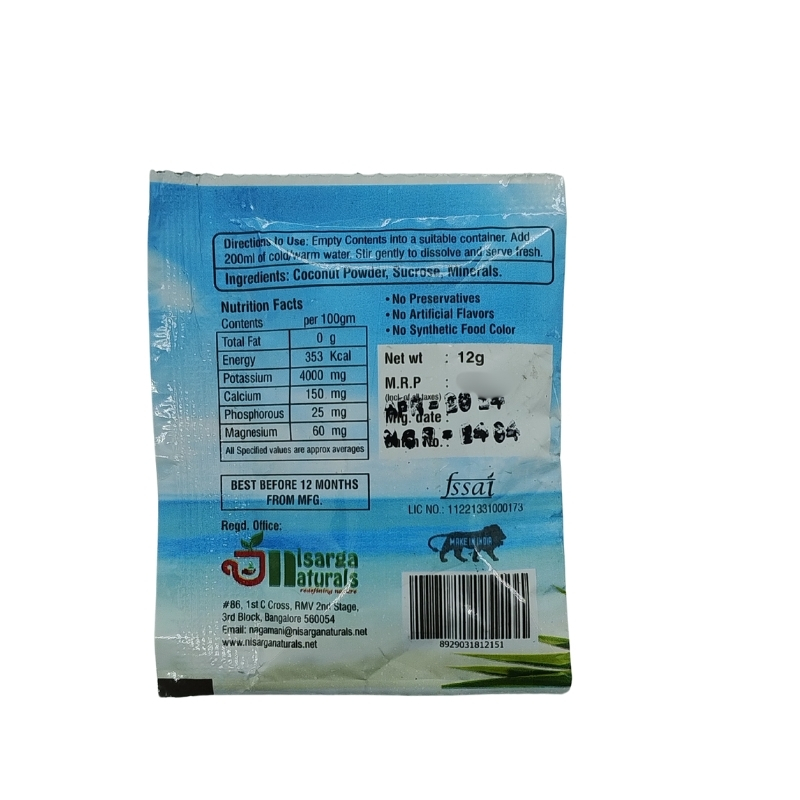 Directions to Use: Empty Contents into a suitable container. Add
200ml of cold/warm water. Stir gently to dissolve and serve fresh.
Ingredients: Coconut Powder, Sucrose, Minerals.
Nutrition Facts
Contents per 100gm
Total Fat 0 g
Energy 353 Kcal
Potassium 4000 mg
Calcium 150 mg
Phosphorous 25 mg
Magnesium 60 mg
All Specified values are approx averages
• No Preservatives
• No Artificial Flavors
• No Synthetic Food Color
Net wt : 12g
M.R.P :
(Incl. of all taxes)
Mfg. date :
BEST BEFORE 12 MONTHS
FROM MFG.
fssai
LIC NO.: 11221331000173
MAKE IN INDIA
Regd. Office:
nisarga
naturals
redefining nature
#86, 1st C Cross, RMV 2nd Stage,
3rd Block, Bangalore 560054
Email: nagamani@nisarganaturals.net
www.nisarganaturals.net
8929031812151